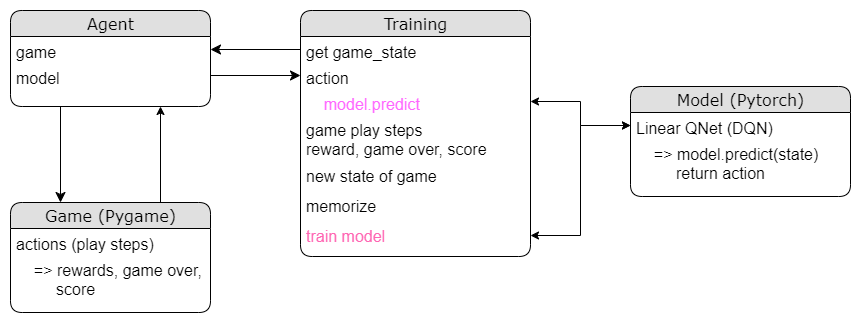 Agent
game
model
Game (Pygame)
actions (play steps)
=> rewards, game over,
score
Training
get game_state
action
model.predict
game play steps
reward, game over, score
new state of game
memorize
train model
Model (Pytorch)
Linear QNet (DQN)
=> model.predict(state)
return action